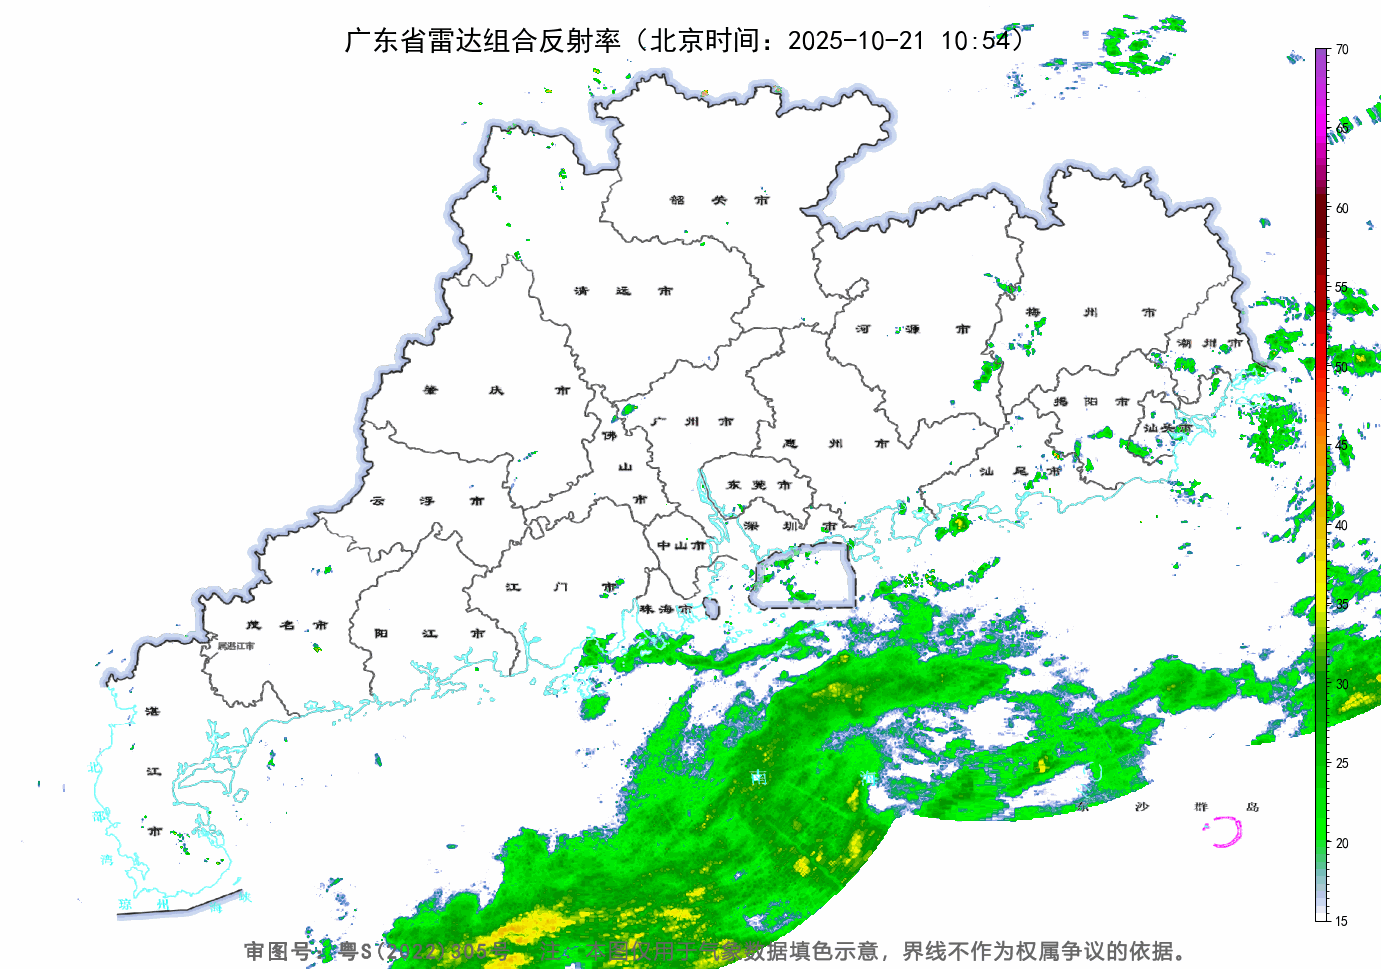 广东省雷达组合反射率（北京时间：2025-10-21 10:54）
70
65
60
55
50
45
40
35
30
25
20
15
韶关市
清远市
河源市
梅州市
潮州市
肇庆市
广州市
佛山市
惠州市
揭阳市
汕头市
汕尾市
云浮市
东莞市
深圳市
中山市
江门市
珠海市
茂名市
阳江市
属湛江市
湛江市
北部湾
琼州海峡
南海
东沙群岛
审图号：粤S(2022)305号 注：本图仅用于气象数据填色示意，界线不作为权属争议的依据。